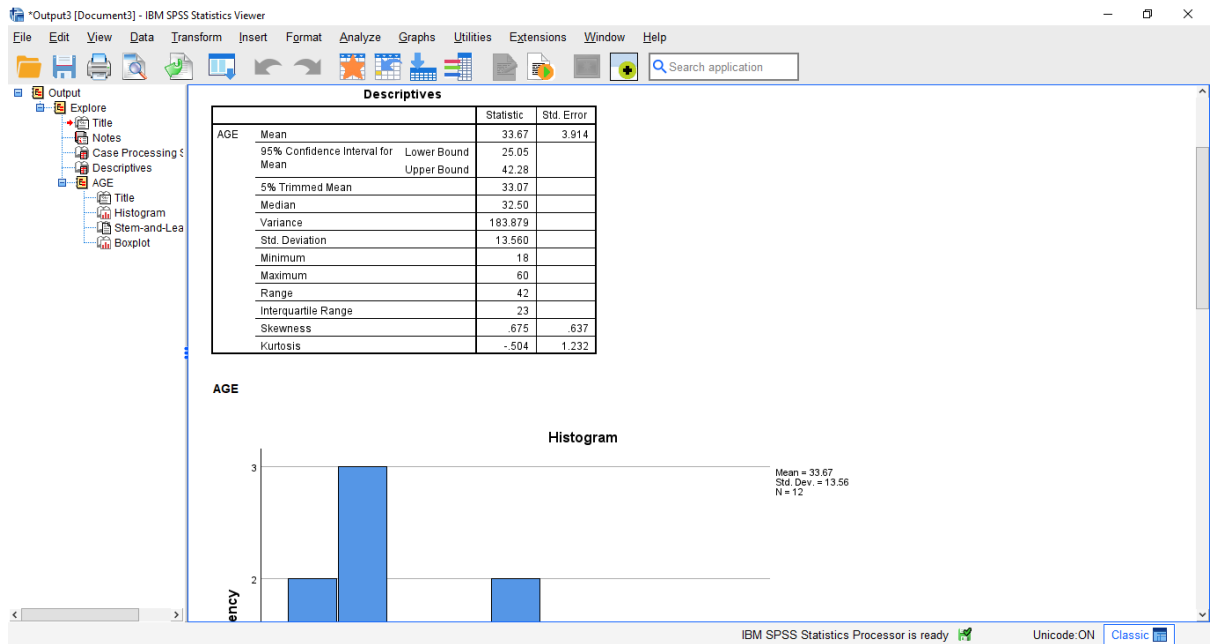 *Output3 [Document3] - IBM SPSS Statistics Viewer
File Edit View Data Transform Insert Format Analyze Graphs Utilities Extensions Window Help
Search application
Output
Explore
Title
Notes
Case Processing S
Descriptives
AGE
Title
Histogram
Stem-and-Lea
Boxplot
Descriptives
Statistic Std. Error
AGE Mean 33.67 3.914
95% Confidence Interval for Mean Lower Bound 25.05
Upper Bound 42.28
5% Trimmed Mean 33.07
Median 32.50
Variance 183.879
Std. Deviation 13.560
Minimum 18
Maximum 60
Range 42
Interquartile Range 23
Skewness .675 .637
Kurtosis -.504 1.232
AGE
Histogram
3
Mean = 33.67
Std. Dev. = 13.56
N = 12
2
ency
IBM SPSS Statistics Processor is ready Unicode:ON Classic